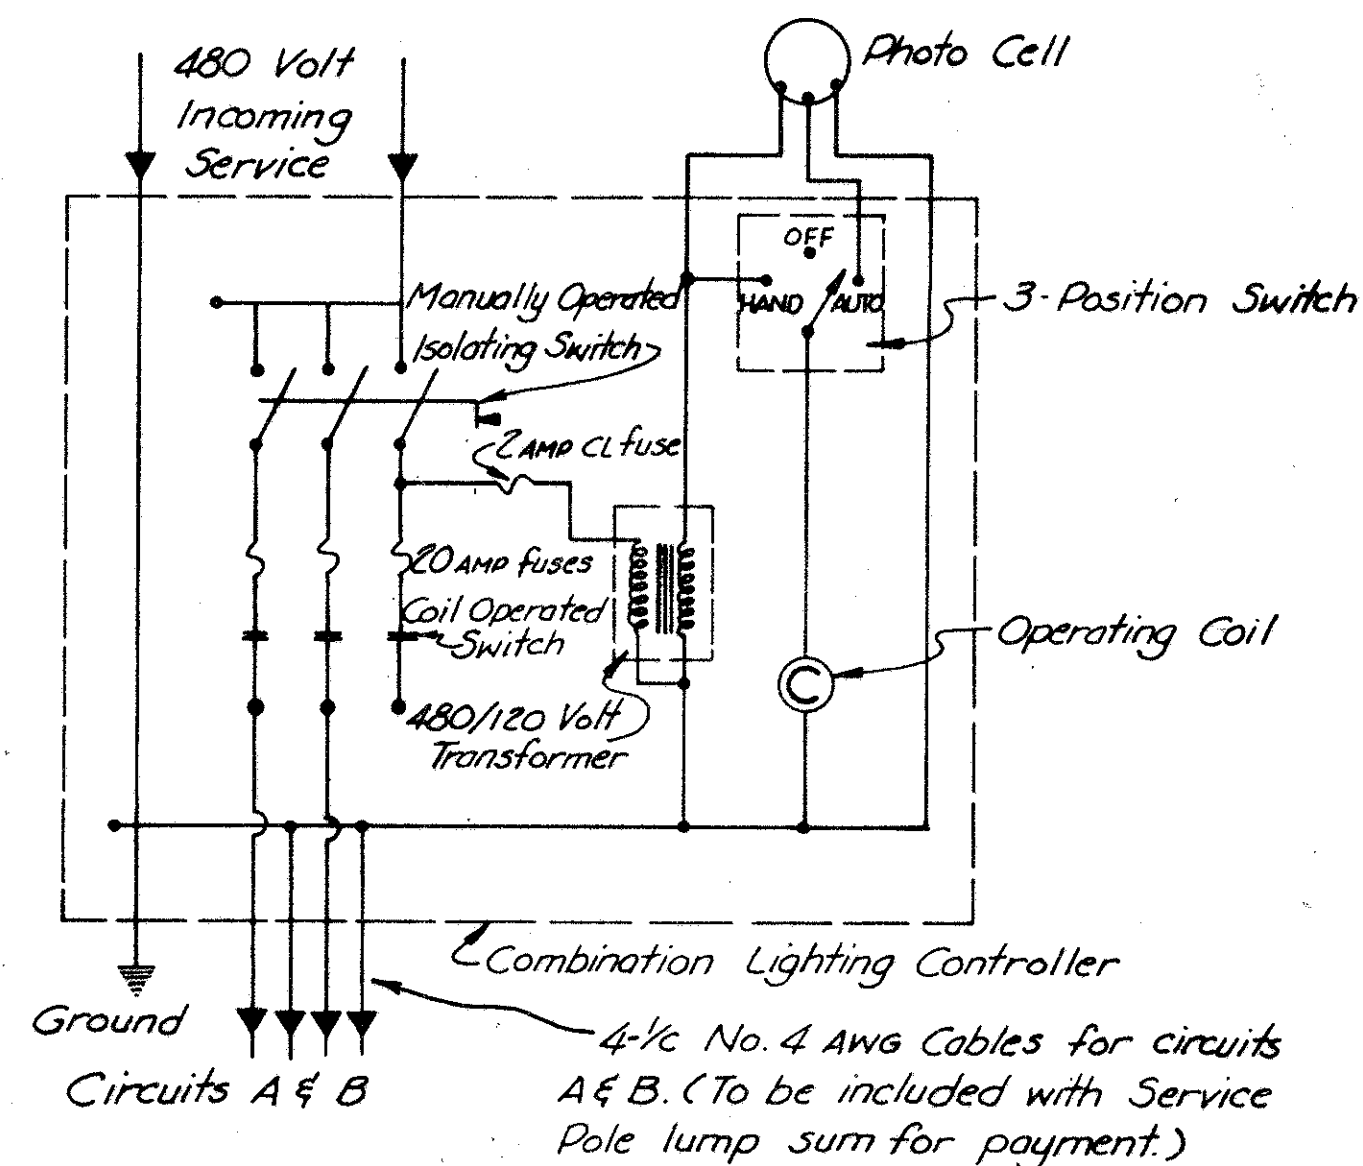 480 Volt
Incoming
Service
Photo Cell
OFF
HAND AUTO
3-Position Switch
Manually Operated
Isolating Switch
2 AMP CL fuse
20 AMP fuses
Coil Operated
Switch
480/120 Volt
Transformer
C
Operating Coil
Combination Lighting Controller
Ground
Circuits A & B
4-1/c No. 4 AWG Cables for circuits
A & B. (To be included with Service
Pole lump sum for payment.)